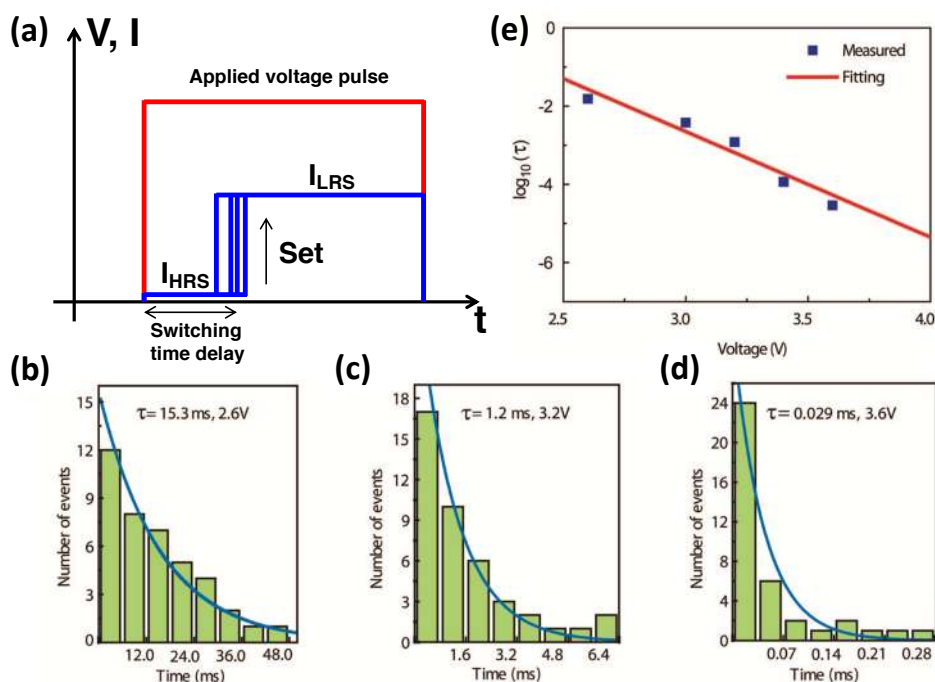 (a)
V, I
Applied voltage pulse
I_LRS
Set
I_HRS
t
Switching
time delay
(e)
Measured
Fitting
log10 (τ)
0
-2
-4
-6
2.5
3.0
3.5
4.0
Voltage (V)
(b)
τ = 15.3 ms, 2.6V
Number of events
15
12
9
6
3
0
12.0
24.0
36.0
48.0
Time (ms)
(c)
τ = 1.2 ms, 3.2V
Number of events
18
15
12
9
6
3
0
1.6
3.2
4.8
6.4
Time (ms)
(d)
τ = 0.029 ms, 3.6V
Number of events
24
20
16
12
8
4
0
0.07
0.14
0.21
0.28
Time (ms)